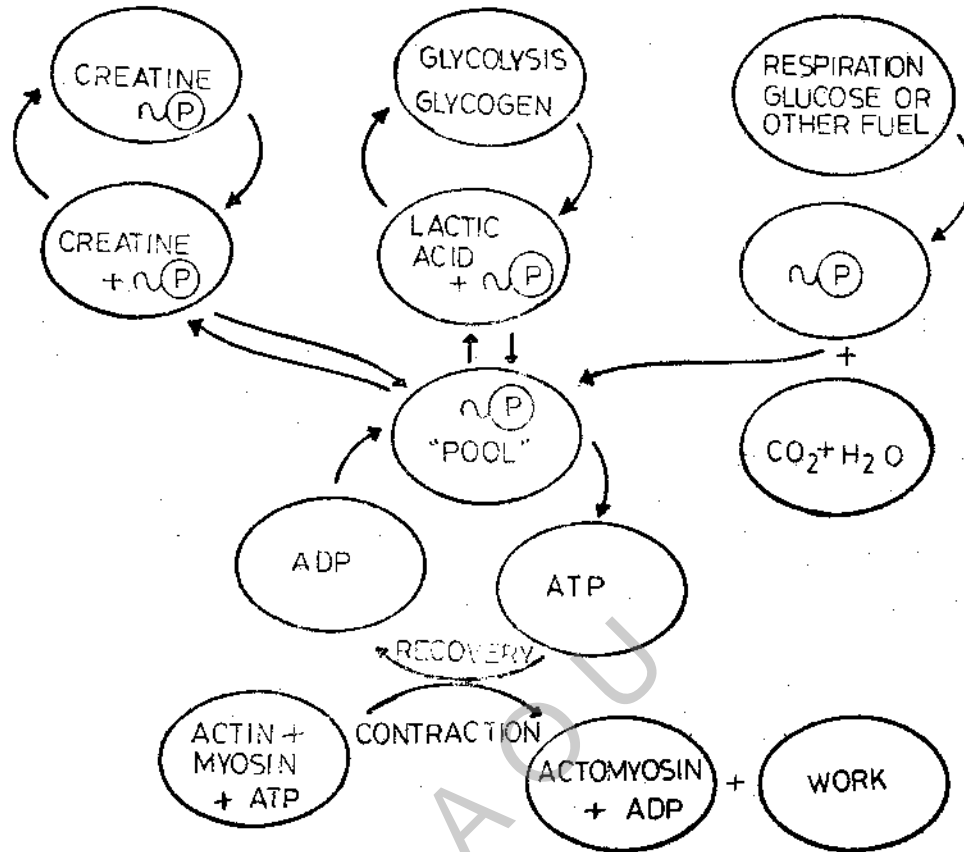 CREATINE
~P
GLYCOLYSIS
GLYCOGEN
RESPIRATION
GLUCOSE OR
OTHER FUEL
CREATINE
+ ~P
LACTIC
ACID
+ ~P
~P
+
CO₂ + H₂O
~P
"POOL"
ADP
ATP
RECOVERY
CONTRACTION
ACTIN +
MYOSIN
+ ATP
ACTOMYOSIN
+ ADP
+
WORK
AOU